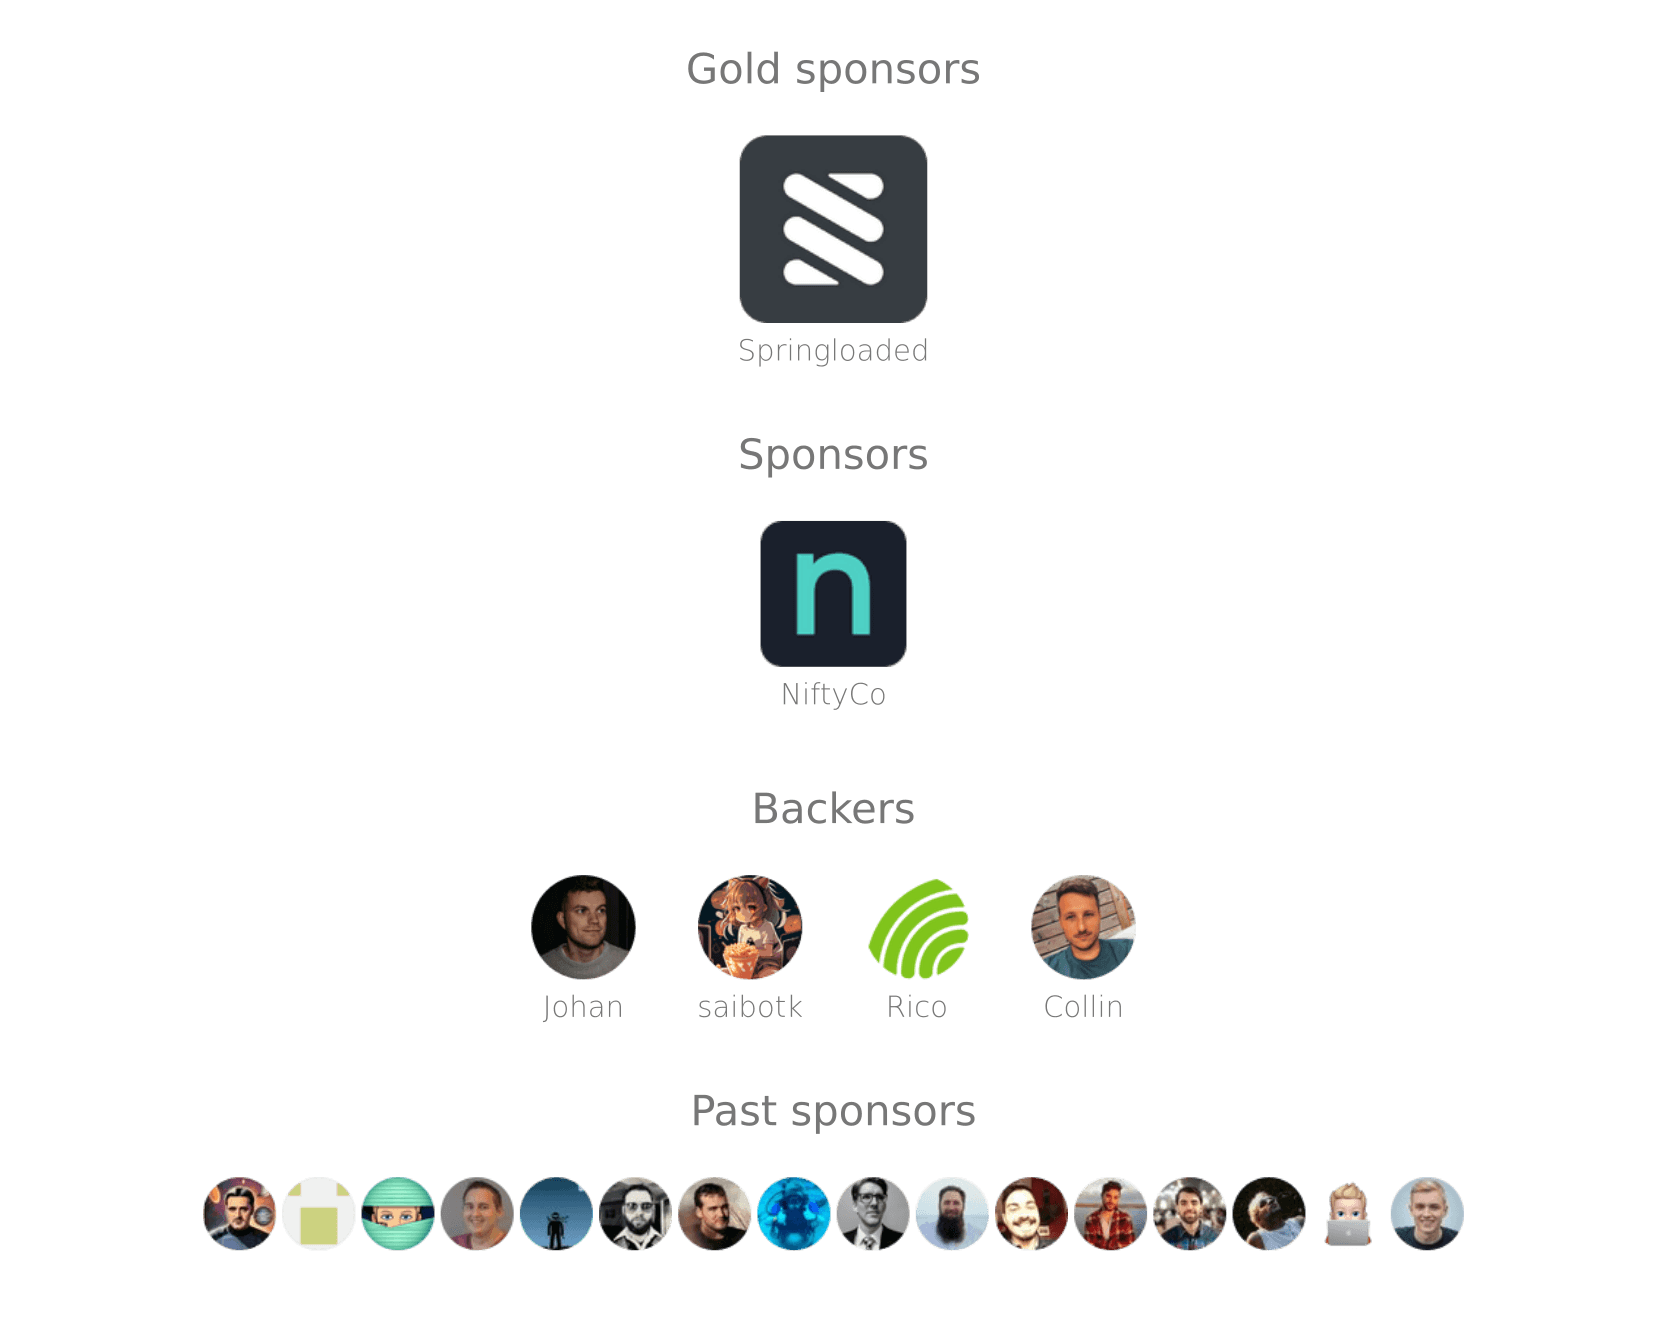 Gold sponsors
Springloaded
Sponsors
n
NiftyCo
Backers
Johan saibotk Rico Collin
Past sponsors